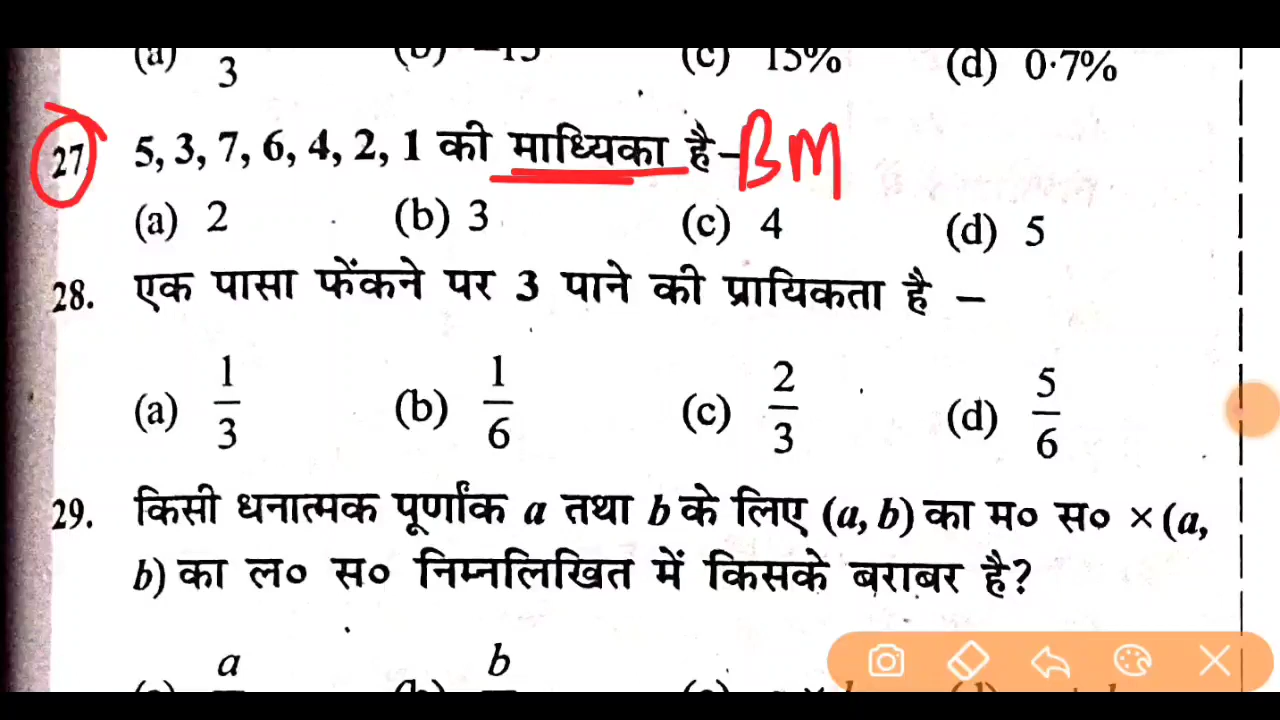 (a) 3 (b) –15 (c) 15% (d) 0·7%
27 5, 3, 7, 6, 4, 2, 1 की माध्यिका है– BM
(a) 2 (b) 3 (c) 4 (d) 5
28. एक पासा फेंकने पर 3 पाने की प्रायिकता है –
(a) 1/3 (b) 1/6 (c) 2/3 (d) 5/6
29. किसी धनात्मक पूर्णांक a तथा b के लिए (a, b) का म० स० × (a,
b) का ल० स० निम्नलिखित में किसके बराबर है?
a b